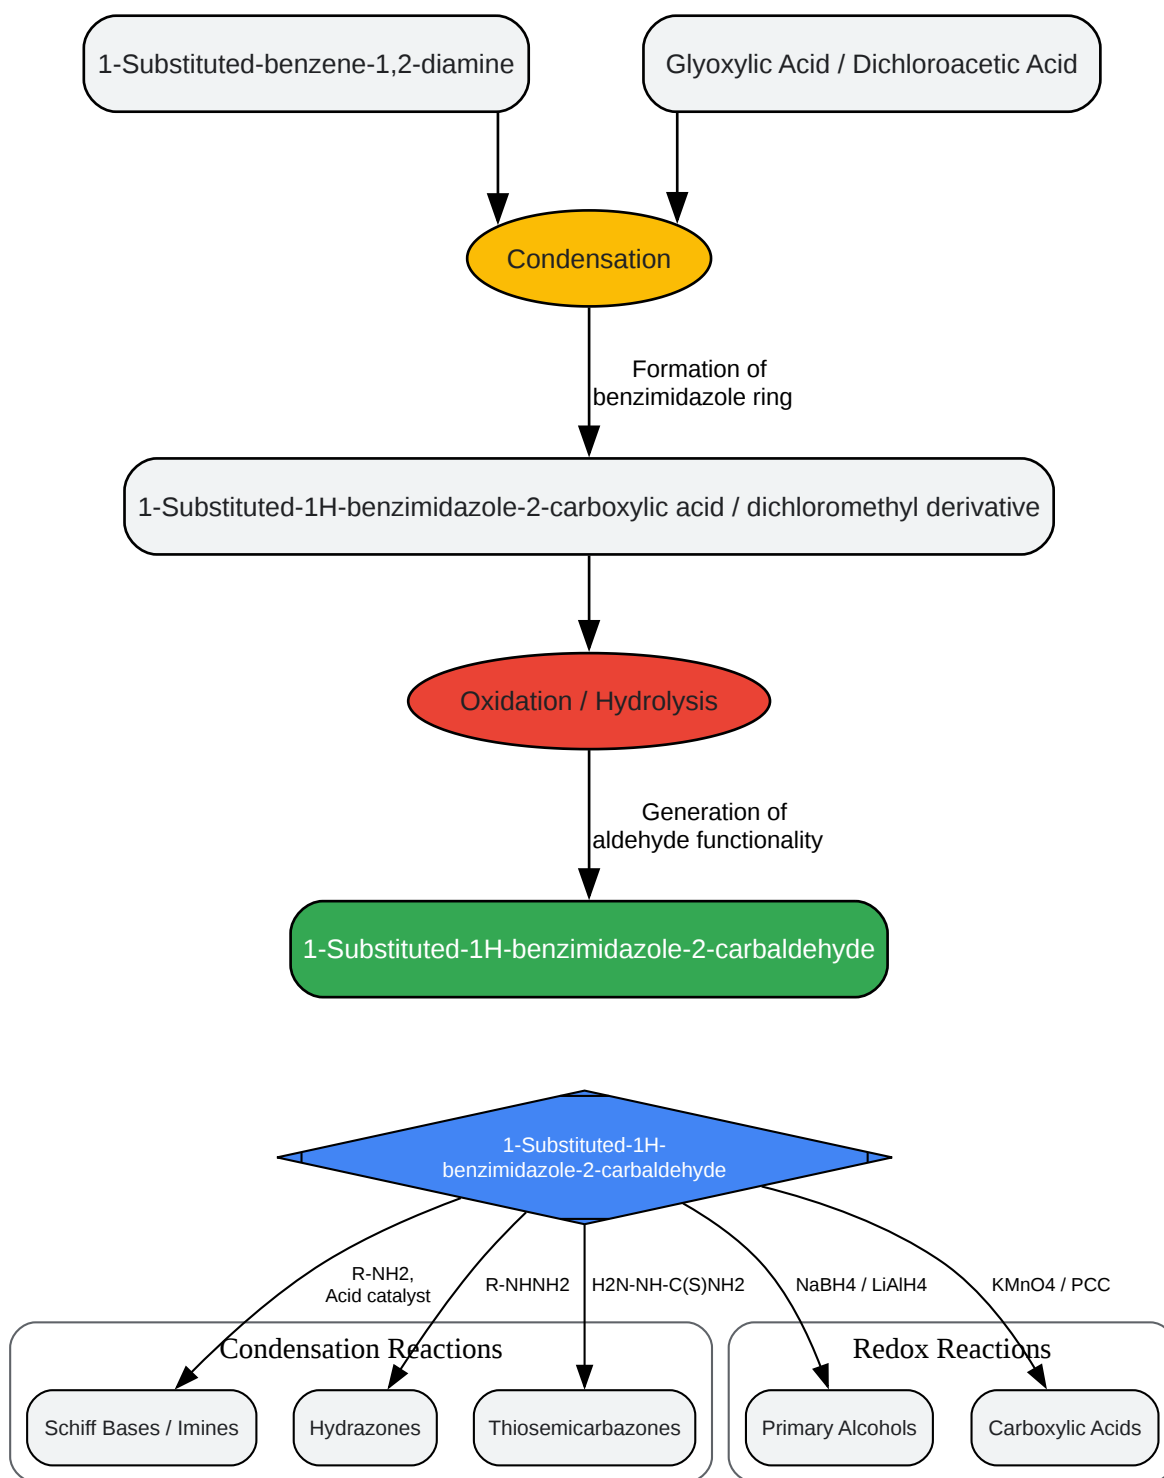 1-Substituted-benzene-1,2-diamine
Glyoxylic Acid / Dichloroacetic Acid
Condensation
Formation of
benzimidazole ring
1-Substituted-1H-benzimidazole-2-carboxylic acid / dichloromethyl derivative
Oxidation / Hydrolysis
Generation of
aldehyde functionality
1-Substituted-1H-benzimidazole-2-carbaldehyde
1-Substituted-1H-
benzimidazole-2-carbaldehyde
R-NH2,
Acid catalyst
R-NHNH2
H2N-NH-C(S)NH2
NaBH4 / LiAlH4
KMnO4 / PCC
Condensation Reactions
Redox Reactions
Schiff Bases / Imines
Hydrazones
Thiosemicarbazones
Primary Alcohols
Carboxylic Acids